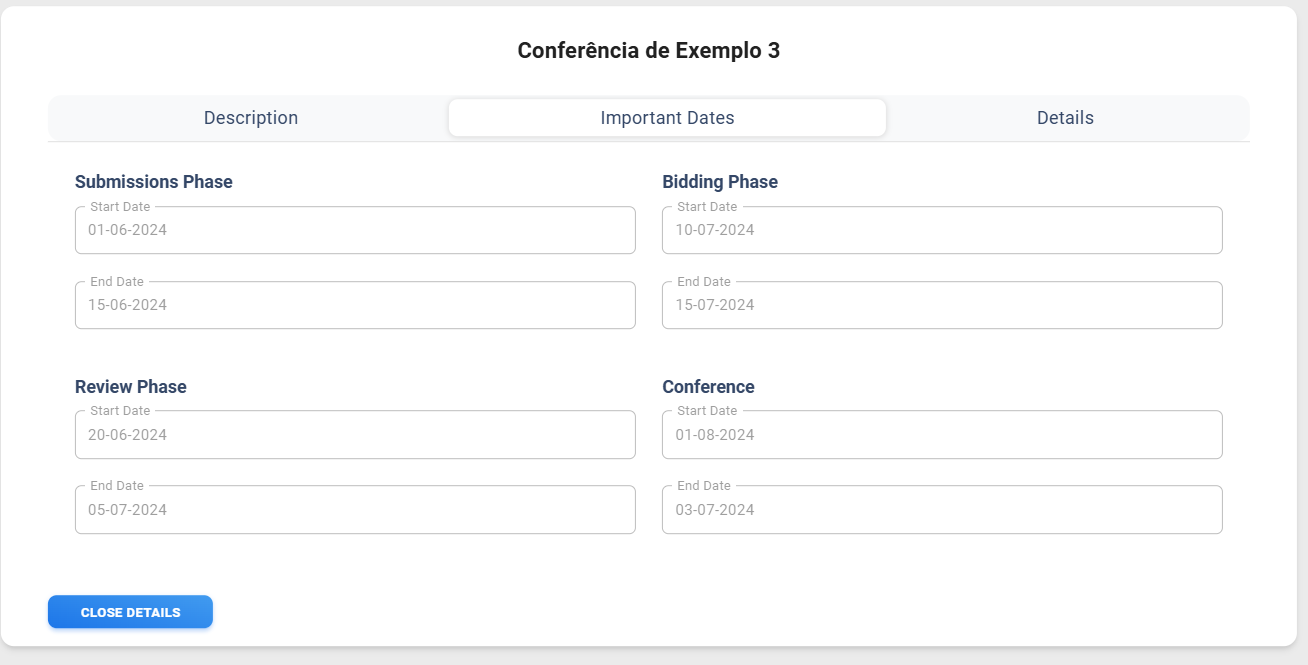 Conferência de Exemplo 3
Description
Important Dates
Details
Submissions Phase
Start Date
01-06-2024
End Date
15-06-2024
Bidding Phase
Start Date
10-07-2024
End Date
15-07-2024
Review Phase
Start Date
20-06-2024
End Date
05-07-2024
Conference
Start Date
01-08-2024
End Date
03-07-2024
CLOSE DETAILS